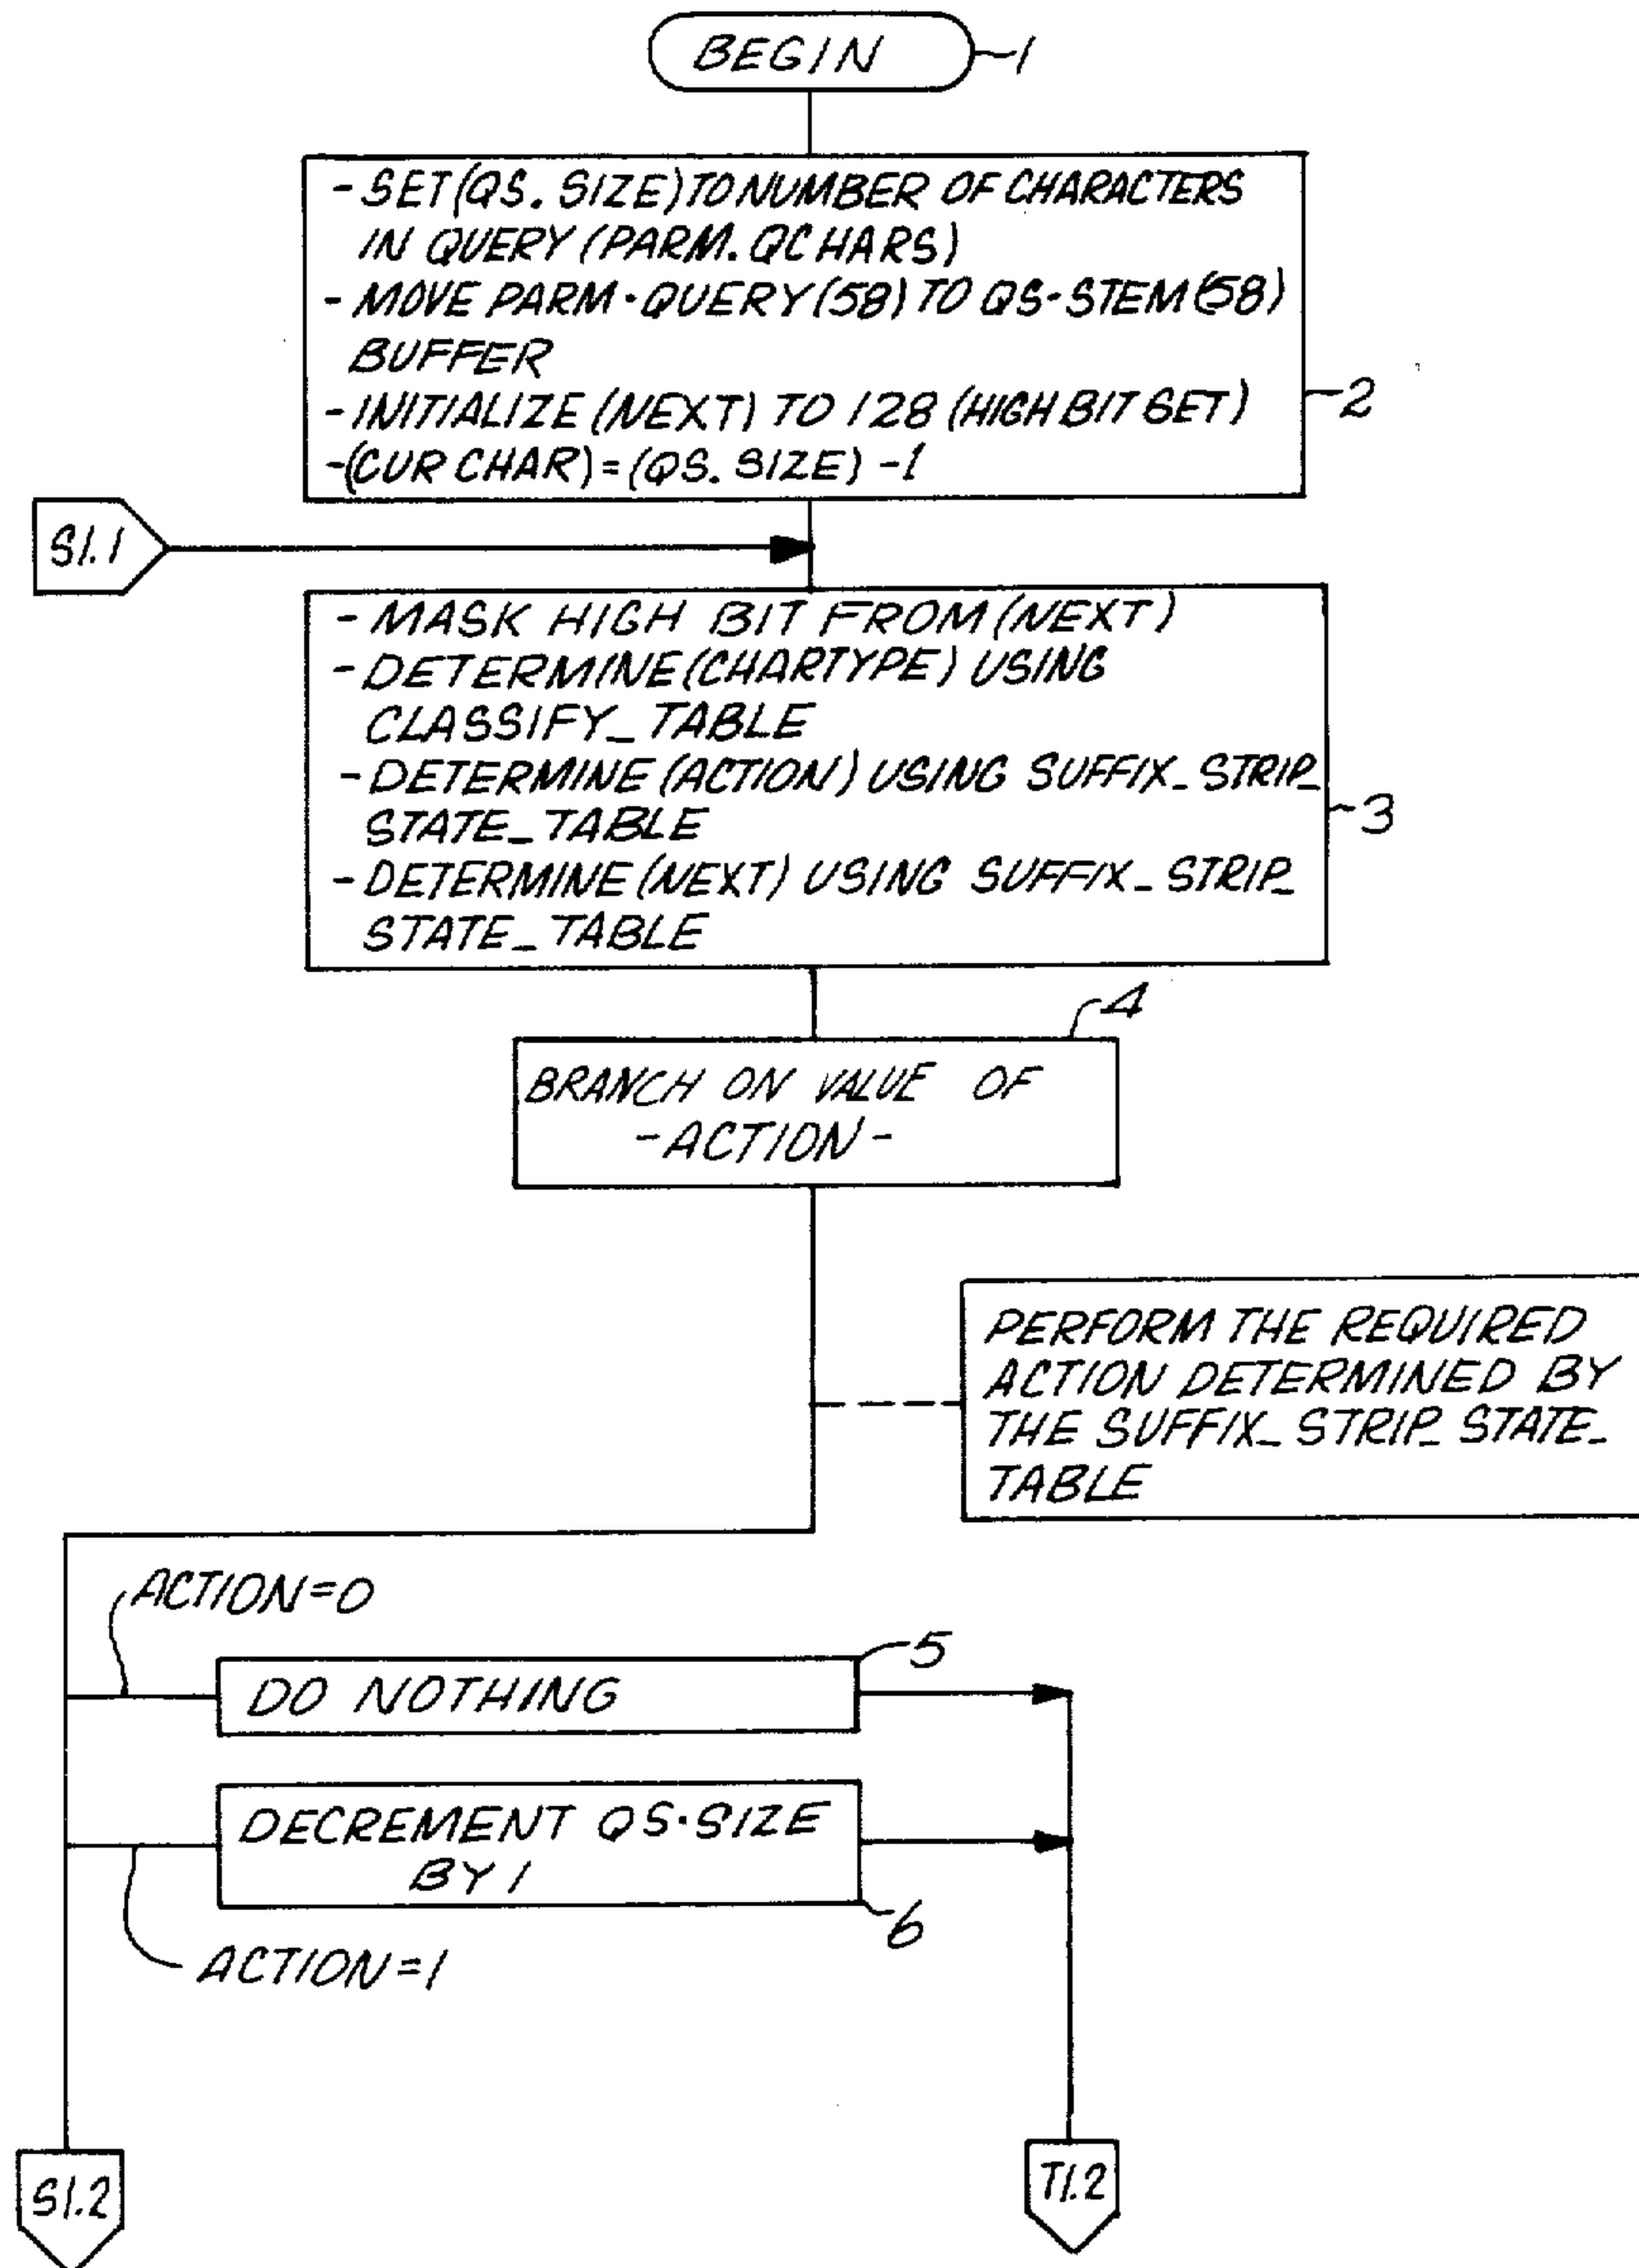 BEGIN
1
- SET (QS. SIZE) TO NUMBER OF CHARACTERS
IN QUERY (PARM. QCHARS)
- MOVE PARM·QUERY (58) TO QS-STEM (58)
BUFFER
- INITIALIZE (NEXT) TO 128 (HIGH BIT SET)
- (CUR CHAR) = (QS. SIZE) -1
2
S1.1
- MASK HIGH BIT FROM (NEXT)
- DETERMINE (CHARTYPE) USING
CLASSIFY_TABLE
- DETERMINE (ACTION) USING SUFFIX_STRIP_
STATE_TABLE
- DETERMINE (NEXT) USING SUFFIX_STRIP_
STATE_TABLE
3
4
BRANCH ON VALUE OF
- ACTION -
PERFORM THE REQUIRED
ACTION DETERMINED BY
THE SUFFIX_STRIP_STATE_
TABLE
ACTION=0
5
DO NOTHING
DECREMENT QS·SIZE
BY 1
6
ACTION=1
S1.2
T1.2